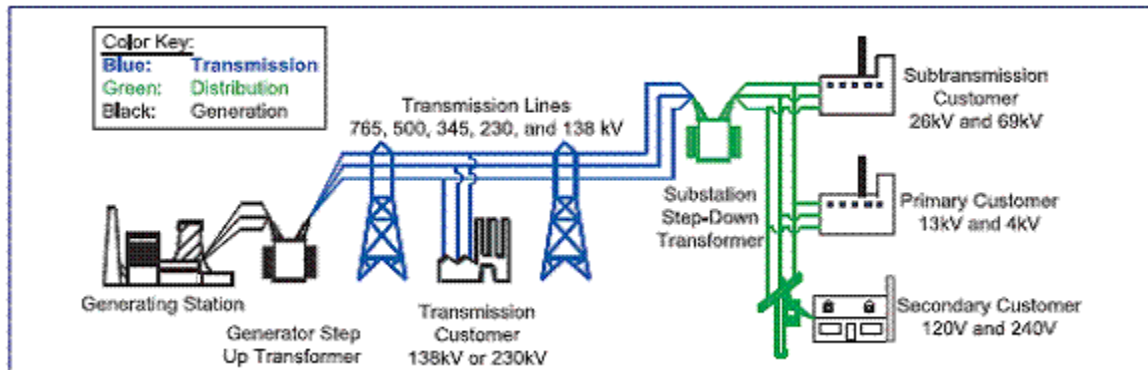 Color Key:
Blue: Transmission
Green: Distribution
Black: Generation
Transmission Lines
765, 500, 345, 230, and 138 kV
Subtransmission
Customer
26kV and 69kV
Substation
Step-Down
Transformer
Primary Customer
13kV and 4kV
Generating Station
Generator Step
Up Transformer
Transmission
Customer
138kV or 230kV
Secondary Customer
120V and 240V